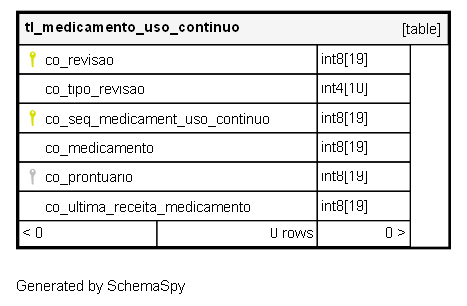 tl_medicamento_uso_continuo [table]
co_revisao int8[19]
co_tipo_revisao int4[10]
co_seq_medicament_uso_continuo int8[19]
co_medicamento int8[19]
co_prontuario int8[19]
co_ultima_receita_medicamento int8[19]
< 0 0 rows 0 >
Generated by SchemaSpy